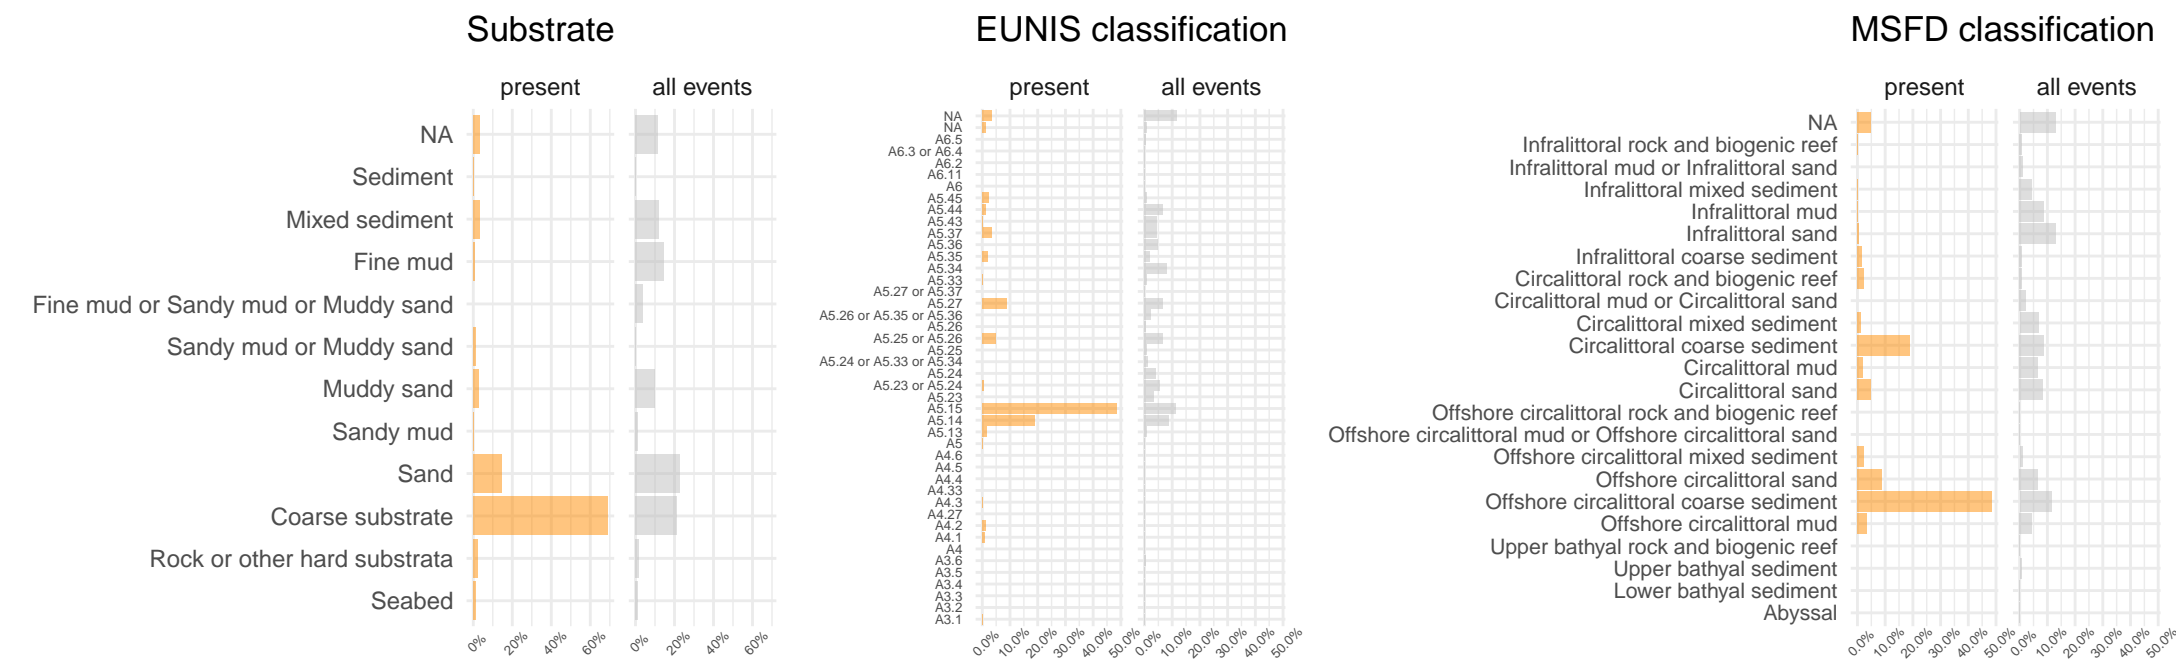 Substrate
present all events
NA
Sediment
Mixed sediment
Fine mud
Fine mud or Sandy mud or Muddy sand
Sandy mud or Muddy sand
Muddy sand
Sandy mud
Sand
Coarse substrate
Rock or other hard substrata
Seabed
0% 20% 40% 60% 0% 20% 40% 60%
EUNIS classification
present all events
NA
NA
A6.5
A6.3 or A6.4
A6.2
A6.11
A6
A5.45
A5.44
A5.43
A5.37
A5.36
A5.35
A5.34
A5.33
A5.27 or A5.37
A5.27
A5.26 or A5.35 or A5.36
A5.26
A5.25 or A5.26
A5.25
A5.24 or A5.33 or A5.34
A5.24
A5.23 or A5.24
A5.23
A5.15
A5.14
A5.13
A5
A4.6
A4.5
A4.4
A4.33
A4.3
A4.27
A4.2
A4.1
A4
A3.6
A3.5
A3.4
A3.3
A3.2
A3.1
0.0% 10.0% 20.0% 30.0% 40.0% 50.0% 0.0% 10.0% 20.0% 30.0% 40.0% 50.0%
MSFD classification
present all events
NA
Infralittoral rock and biogenic reef
Infralittoral mud or Infralittoral sand
Infralittoral mixed sediment
Infralittoral mud
Infralittoral sand
Infralittoral coarse sediment
Circalittoral rock and biogenic reef
Circalittoral mud or Circalittoral sand
Circalittoral mixed sediment
Circalittoral coarse sediment
Circalittoral mud
Circalittoral sand
Offshore circalittoral rock and biogenic reef
Offshore circalittoral mud or Offshore circalittoral sand
Offshore circalittoral mixed sediment
Offshore circalittoral sand
Offshore circalittoral coarse sediment
Offshore circalittoral mud
Upper bathyal rock and biogenic reef
Upper bathyal sediment
Lower bathyal sediment
Abyssal
0.0% 10.0% 20.0% 30.0% 40.0% 50.0% 0.0% 10.0% 20.0% 30.0% 40.0% 50.0%